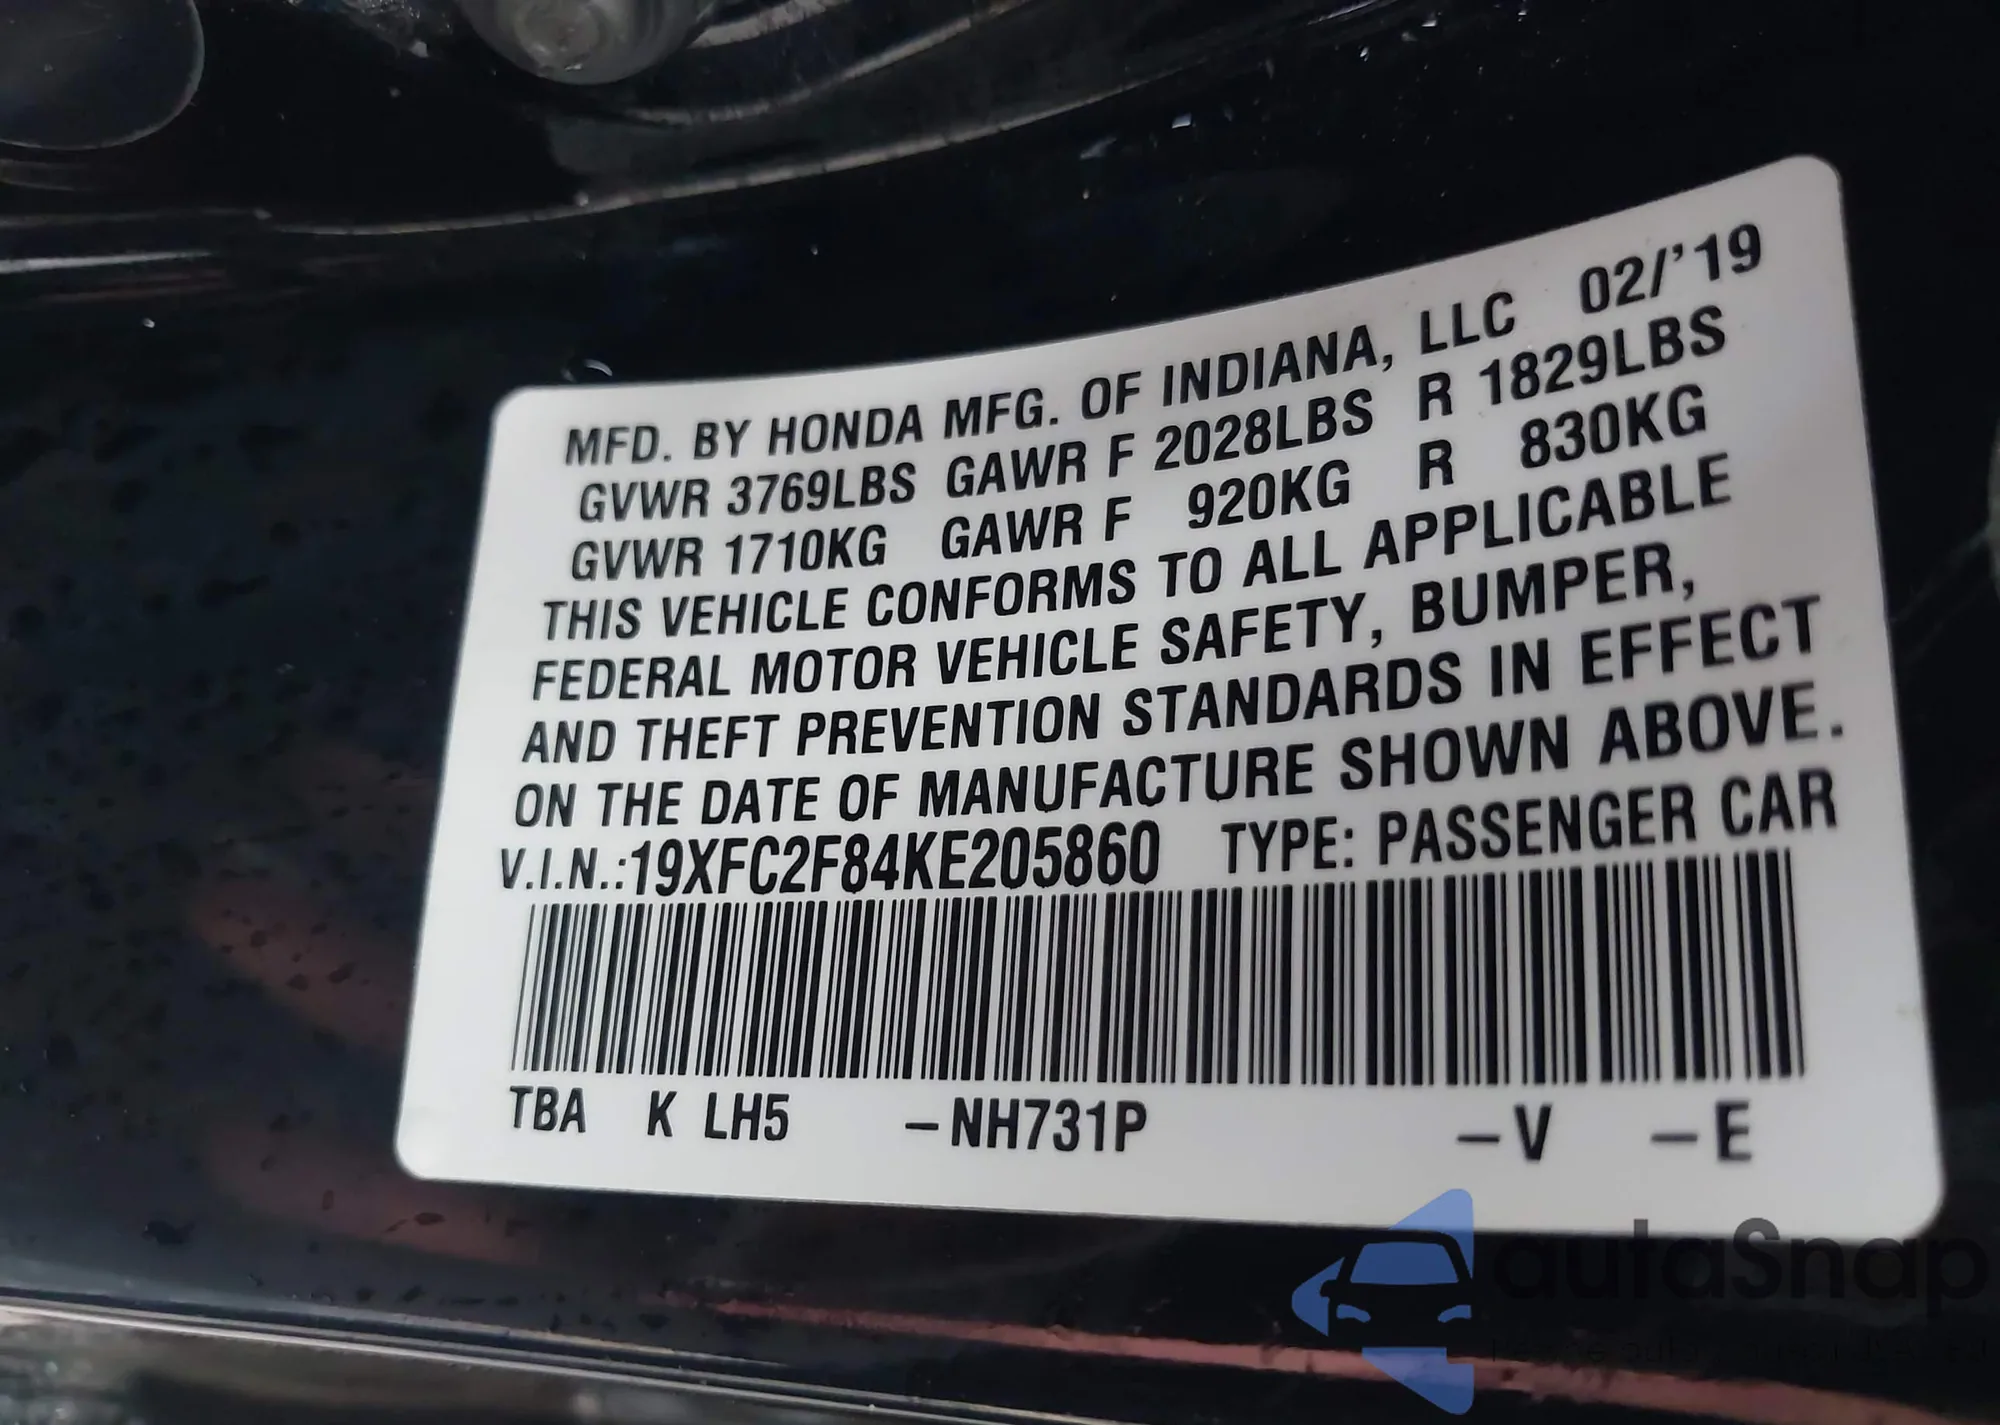 MFD. BY HONDA MFG. OF INDIANA, LLC 02/'19
GVWR 3769LBS GAWR F 2028LBS R 1829LBS
GVWR 1710KG GAWR F 920KG R 830KG
THIS VEHICLE CONFORMS TO ALL APPLICABLE
FEDERAL MOTOR VEHICLE SAFETY, BUMPER,
AND THEFT PREVENTION STANDARDS IN EFFECT
ON THE DATE OF MANUFACTURE SHOWN ABOVE.
V.I.N.:19XFC2F84KE205860 TYPE: PASSENGER CAR
TBA K LH5 -NH731P -V -E
autaSnap